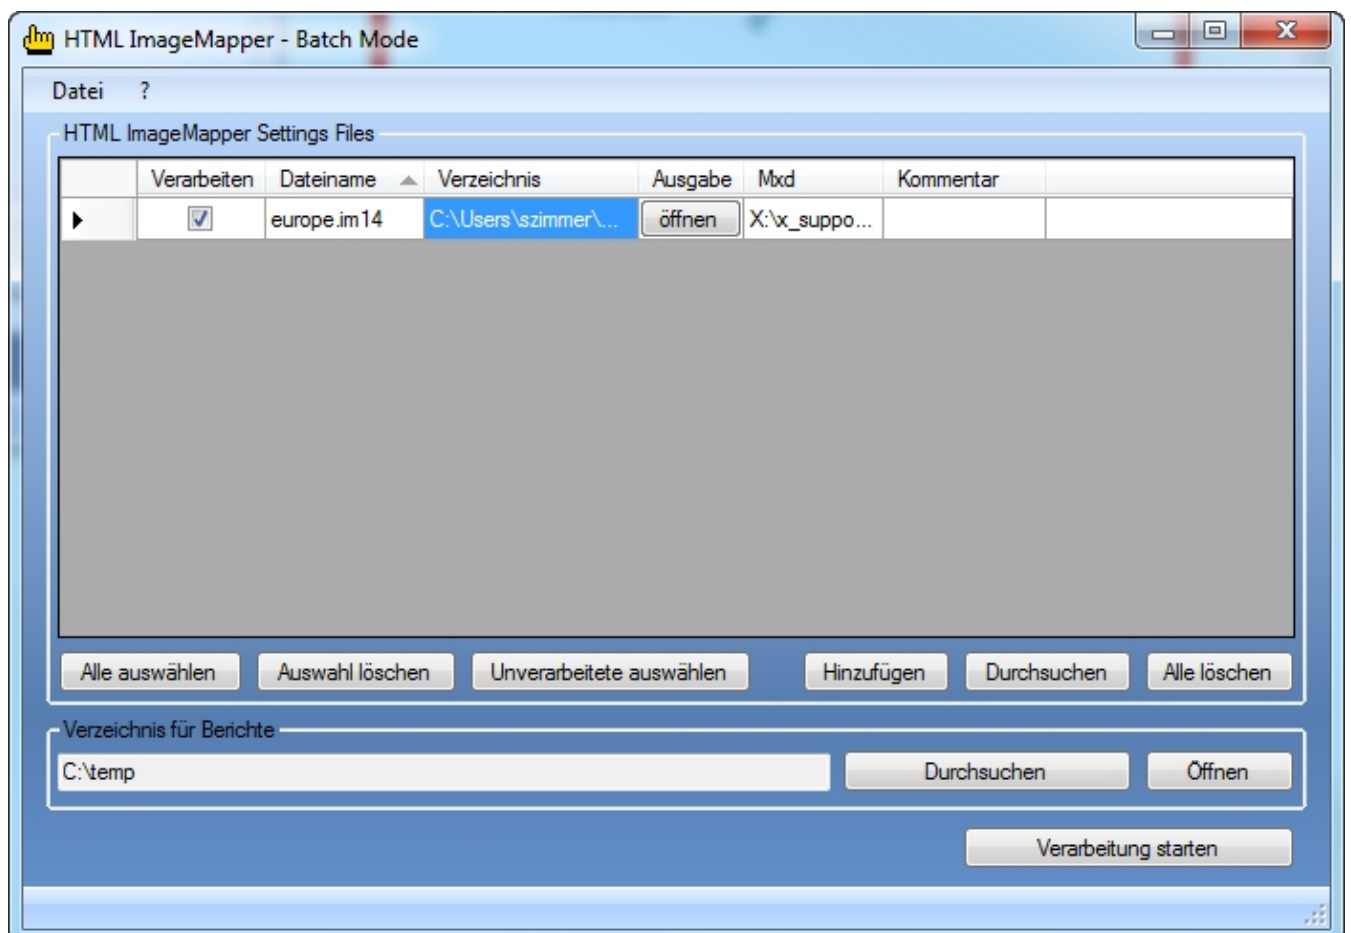 HTML ImageMapper - Batch Mode
Datei ?
HTML ImageMapper Settings Files
Verarbeiten Dateiname Verzeichnis Ausgabe Mxd Kommentar
europe.im14 C:\Users\szimmer\... öffnen X:\x_suppo...
Alle auswählen Auswahl löschen Unverarbeitete auswählen Hinzufügen Durchsuchen Alle löschen
Verzeichnis für Berichte
C:\temp Durchsuchen Öffnen
Verarbeitung starten